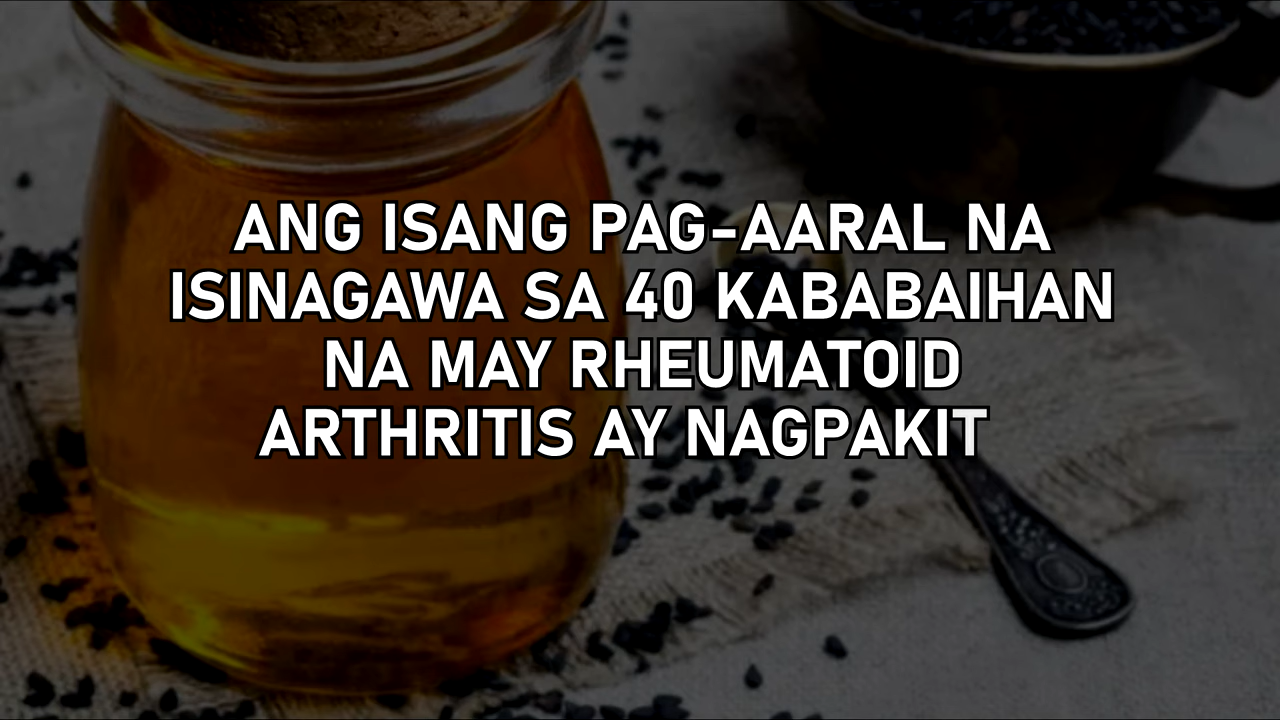 ANG ISANG PAG-AARAL NA
ISINAGAWA SA 40 KABABAIHAN
NA MAY RHEUMATOID
ARTHRITIS AY NAGPAKIT